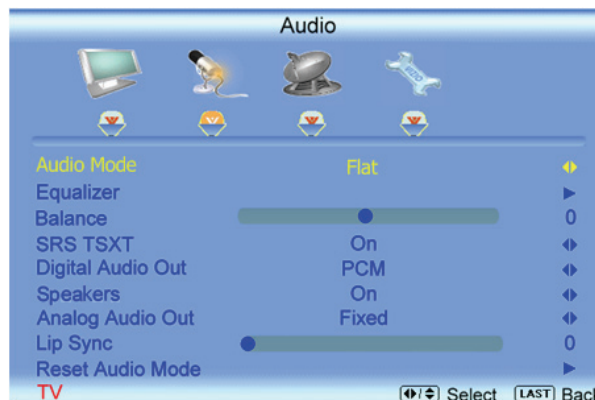 Audio
VIZIO
Audio Mode Flat
Equalizer
Balance 0
SRS TSXT On
Digital Audio Out PCM
Speakers On
Analog Audio Out Fixed
Lip Sync 0
Reset Audio Mode
TV Select LAST Back